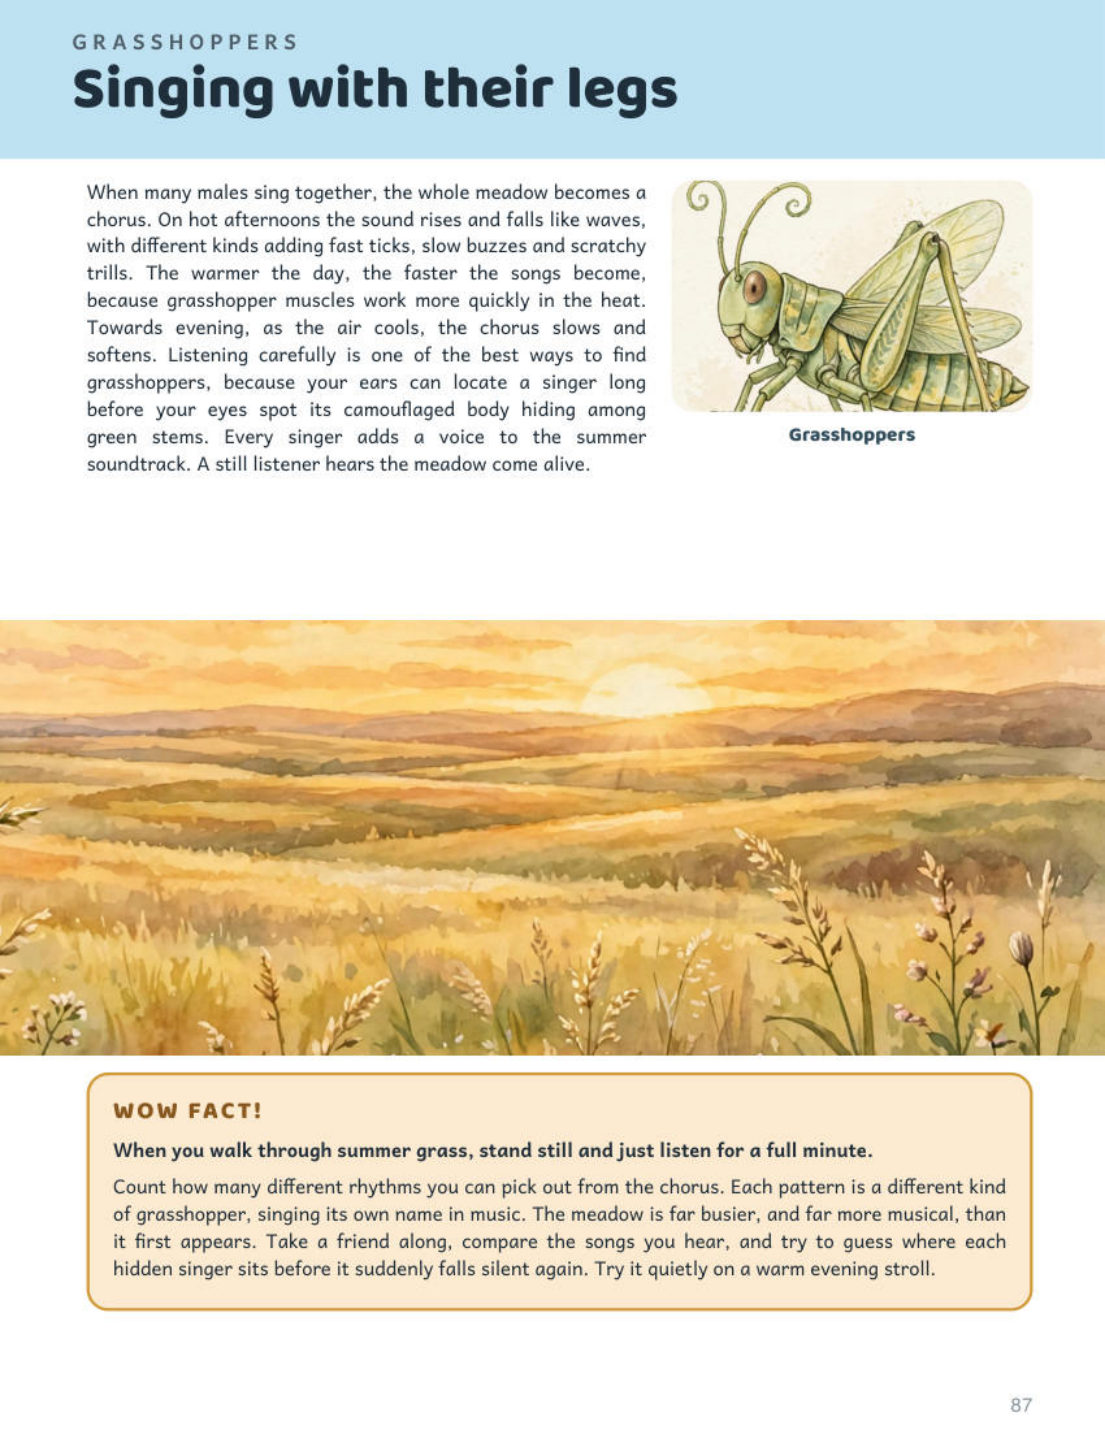 GRASSHOPPERS
Singing with their legs
When many males sing together, the whole meadow becomes a
chorus. On hot afternoons the sound rises and falls like waves,
with different kinds adding fast ticks, slow buzzes and scratchy
trills. The warmer the day, the faster the songs become,
because grasshopper muscles work more quickly in the heat.
Towards evening, as the air cools, the chorus slows and
softens. Listening carefully is one of the best ways to find
grasshoppers, because your ears can locate a singer long
before your eyes spot its camouflaged body hiding among
green stems. Every singer adds a voice to the summer
soundtrack. A still listener hears the meadow come alive.
Grasshoppers
WOW FACT!
When you walk through summer grass, stand still and just listen for a full minute.
Count how many different rhythms you can pick out from the chorus. Each pattern is a different kind
of grasshopper, singing its own name in music. The meadow is far busier, and far more musical, than
it first appears. Take a friend along, compare the songs you hear, and try to guess where each
hidden singer sits before it suddenly falls silent again. Try it quietly on a warm evening stroll.
87